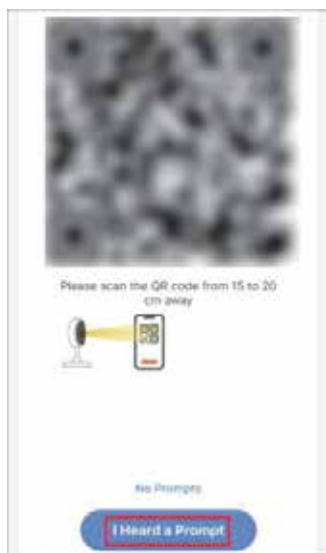 Please scan the QR code from 15 to 20
cm away
No Prompts
I Heard a Prompt